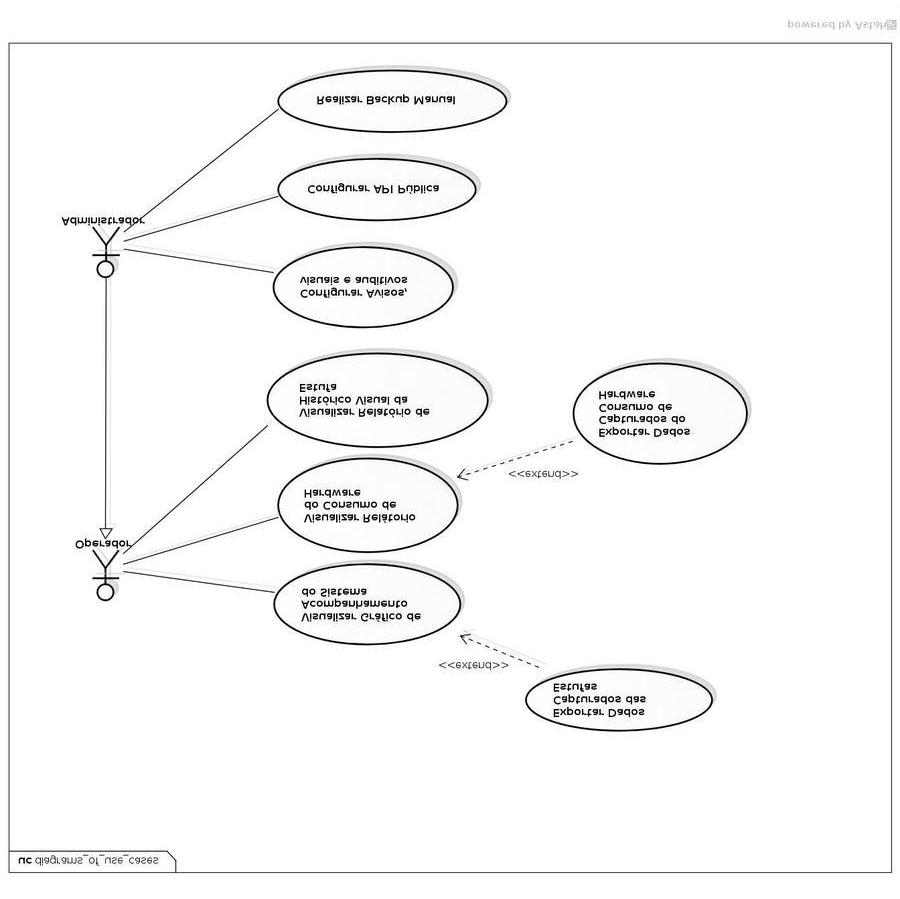 uc diagrams_of_use_cases
Exportar Dados
Capturados das
Estufas
<<extend>>
Visualizar Gráfico de
Acompanhamento
do Sistema
Operador
Visualizar Relátorio
do Consumo de
Hardware
<<extend>>
Exportar Dados
Capturados do
Consumo de
Hardware
Visualizar Relatório de
Histórico Visual da
Estufa
Configurar Avisos,
visuais e auditivos
Administrador
Configurar API Pública
Realizar Backup Manual
powered by Astah